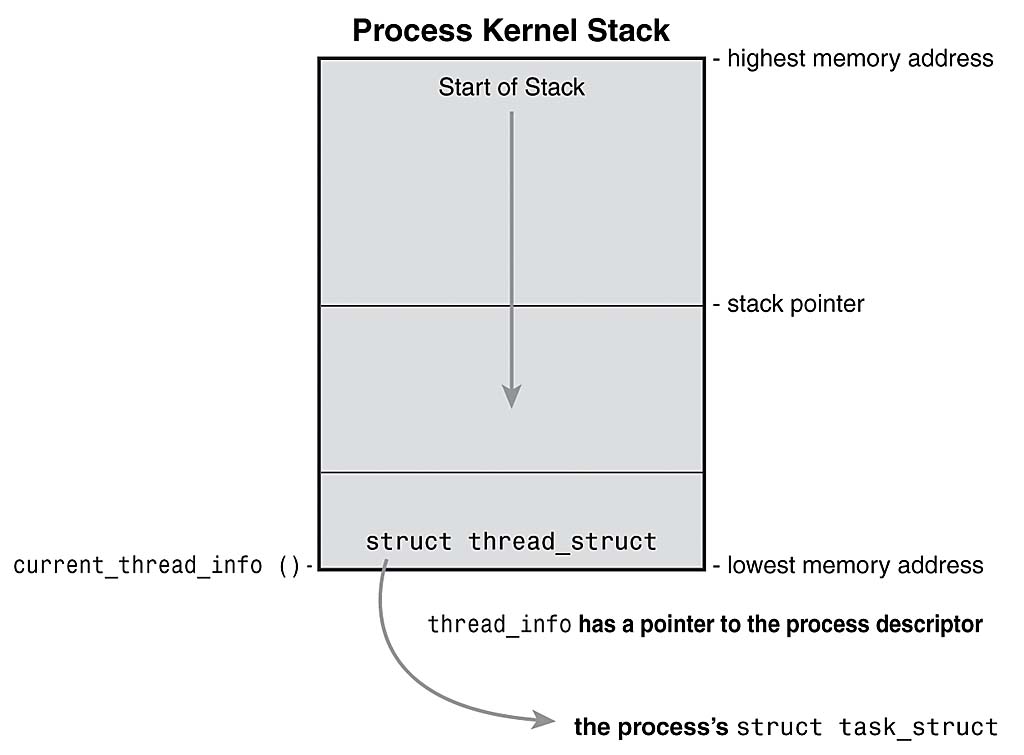 Process Kernel Stack
- highest memory address
Start of Stack
- stack pointer
struct thread_struct
current_thread_info ()-
- lowest memory address
thread_info has a pointer to the process descriptor
the process's struct task_struct